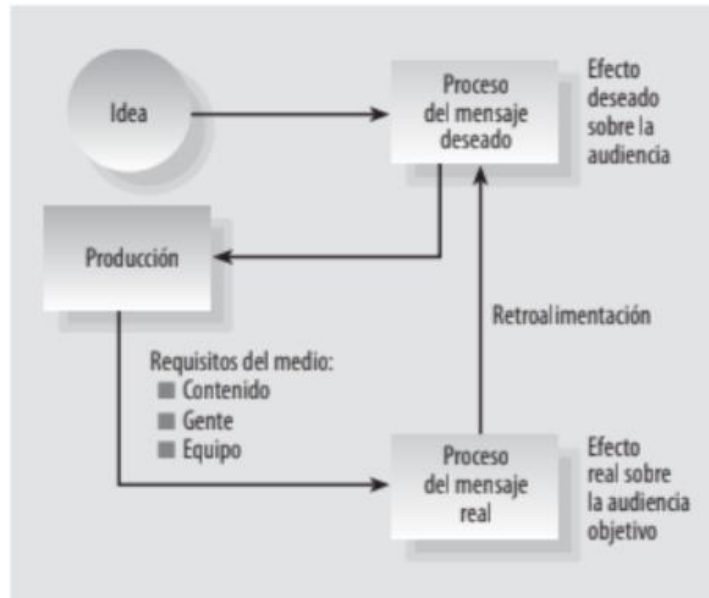 Idea
Proceso
del mensaje
deseado
Efecto
deseado
sobre la
audiencia
Producción
Retroalimentación
Requisitos del medio:
Contenido
Gente
Equipo
Proceso
del mensaje
real
Efecto
real sobre
la audiencia
objetivo